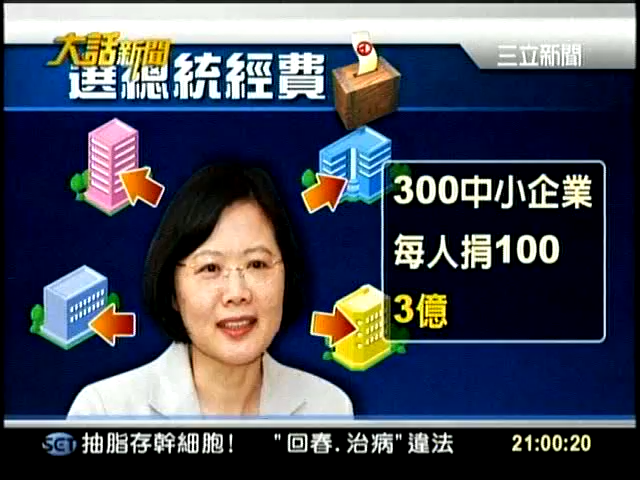 大話新聞
三立新聞
選總統經費
300中小企業
每人捐100
3億
SET 抽脂存幹細胞! "回春.治病"違法 21:00:20